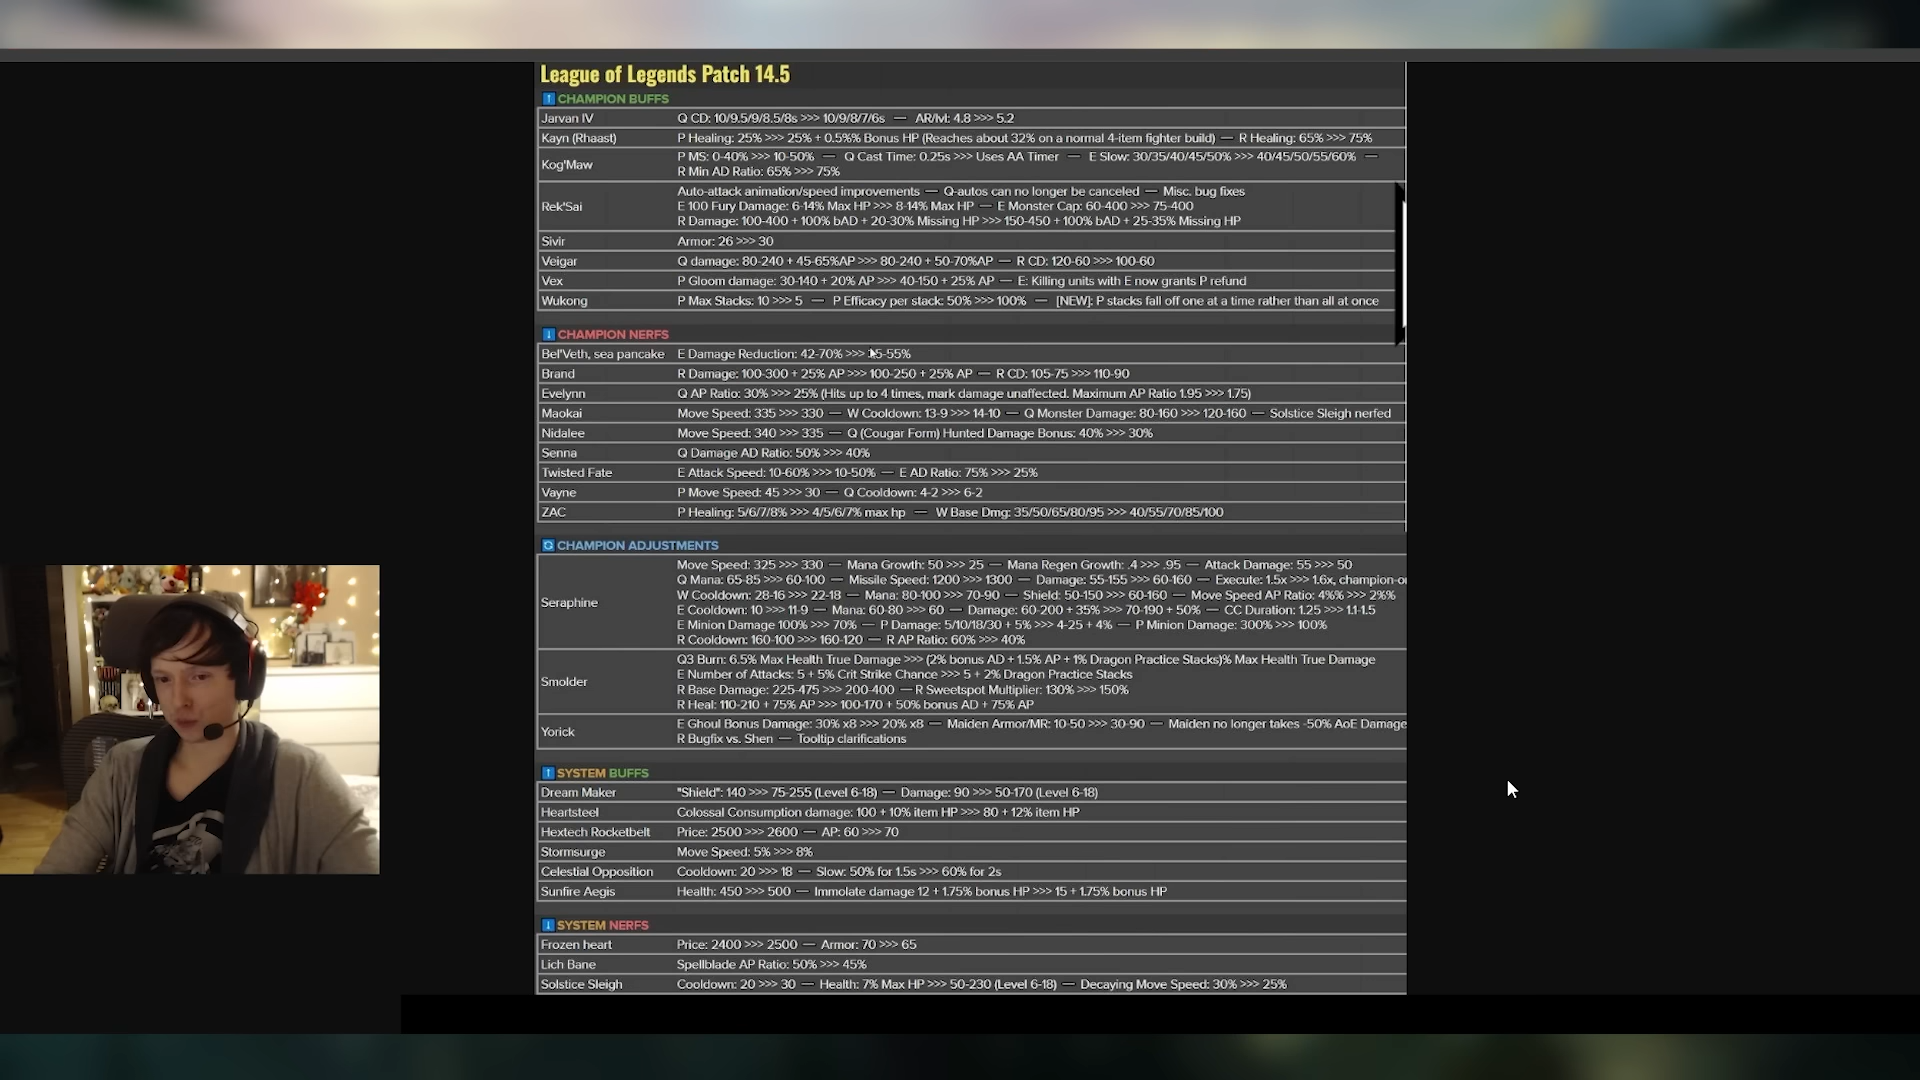 League of Legends Patch 14.5
CHAMPION BUFFS
Jarvan IV Q CD: 10/9.5/9/8.5/8s >>> 10/9/8/7/6s — AR/lvl: 4.8 >>> 5.2
Kayn (Rhaast) P Healing: 25% >>> 25% + 0.5%% Bonus HP (Reaches about 32% on a normal 4-item fighter build) — R Healing: 65% >>> 75%
Kog'Maw P MS: 0-40% >>> 10-50% — Q Cast Time: 0.25s >>> Uses AA Timer — E Slow: 30/35/40/45/50% >>> 40/45/50/55/60% —
R Min AD Ratio: 65% >>> 75%
Rek'Sai Auto-attack animation/speed improvements — Q-autos can no longer be canceled — Misc. bug fixes
E 100 Fury Damage: 6-14% Max HP >>> 8-14% Max HP — E Monster Cap: 60-400 >>> 75-400
R Damage: 100-400 + 100% bAD + 20-30% Missing HP >>> 150-450 + 100% bAD + 25-35% Missing HP
Sivir Armor: 26 >>> 30
Veigar Q damage: 80-240 + 45-65%AP >>> 80-240 + 50-70%AP — R CD: 120-60 >>> 100-60
Vex P Gloom damage: 30-140 + 20% AP >>> 40-150 + 25% AP — E: Killing units with E now grants P refund
Wukong P Max Stacks: 10 >>> 5 — P Efficacy per stack: 50% >>> 100% — [NEW]: P stacks fall off one at a time rather than all at once
CHAMPION NERFS
Bel'Veth, sea pancake E Damage Reduction: 42-70% >>> 5-55%
Brand R Damage: 100-300 + 25% AP >>> 100-250 + 25% AP — R CD: 105-75 >>> 110-90
Evelynn Q AP Ratio: 30% >>> 25% (Hits up to 4 times, mark damage unaffected. Maximum AP Ratio 1.95 >>> 1.75)
Maokai Move Speed: 335 >>> 330 — W Cooldown: 13-9 >>> 14-10 — Q Monster Damage: 80-160 >>> 120-160 — Solstice Sleigh nerfed
Nidalee Move Speed: 340 >>> 335 — Q (Cougar Form) Hunted Damage Bonus: 40% >>> 30%
Senna Q Damage AD Ratio: 50% >>> 40%
Twisted Fate E Attack Speed: 10-60% >>> 10-50% — E AD Ratio: 75% >>> 25%
Vayne P Move Speed: 45 >>> 30 — Q Cooldown: 4-2 >>> 6-2
ZAC P Healing: 5/6/7/8% >>> 4/5/6/7% max hp — W Base Dmg: 35/50/65/80/95 >>> 40/55/70/85/100
CHAMPION ADJUSTMENTS
Seraphine Move Speed: 325 >>> 330 — Mana Growth: 50 >>> 25 — Mana Regen Growth: .4 >>> .95 — Attack Damage: 55 >>> 50
Q Mana: 65-85 >>> 60-100 — Missile Speed: 1200 >>> 1300 — Damage: 55-155 >>> 60-160 — Execute: 1.5x >>> 1.6x, champion-o
W Cooldown: 28-16 >>> 22-18 — Mana: 80-100 >>> 70-90 — Shield: 50-150 >>> 60-160 — Move Speed AP Ratio: 4%% >>> 2%%
E Cooldown: 10 >>> 11-9 — Mana: 60-80 >>> 60 — Damage: 60-200 + 35% >>> 70-190 + 50% — CC Duration: 1.25 >>> 1.1-1.5
E Minion Damage 100% >>> 70% — P Damage: 5/10/18/30 + 5% >>> 4-25 + 4% — P Minion Damage: 300% >>> 100%
R Cooldown: 160-100 >>> 160-120 — R AP Ratio: 60% >>> 40%
Smolder Q3 Burn: 6.5% Max Health True Damage >>> (2% bonus AD + 1.5% AP + 1% Dragon Practice Stacks)% Max Health True Damage
E Number of Attacks: 5 + 5% Crit Strike Chance >>> 5 + 2% Dragon Practice Stacks
R Base Damage: 225-475 >>> 200-400 — R Sweetspot Multiplier: 130% >>> 150%
R Heal: 110-210 + 75% AP >>> 100-170 + 50% bonus AD + 75% AP
Yorick E Ghoul Bonus Damage: 30% x8 >>> 20% x8 — Maiden Armor/MR: 10-50 >>> 30-90 — Maiden no longer takes -50% AoE Damage
R Bugfix vs. Shen — Tooltip clarifications
SYSTEM BUFFS
Dream Maker "Shield": 140 >>> 75-255 (Level 6-18) — Damage: 90 >>> 50-170 (Level 6-18)
Heartsteel Colossal Consumption damage: 100 + 10% item HP >>> 80 + 12% item HP
Hextech Rocketbelt Price: 2500 >>> 2600 — AP: 60 >>> 70
Stormsurge Move Speed: 5% >>> 8%
Celestial Opposition Cooldown: 20 >>> 18 — Slow: 50% for 1.5s >>> 60% for 2s
Sunfire Aegis Health: 450 >>> 500 — Immolate damage 12 + 1.75% bonus HP >>> 15 + 1.75% bonus HP
SYSTEM NERFS
Frozen heart Price: 2400 >>> 2500 — Armor: 70 >>> 65
Lich Bane Spellblade AP Ratio: 50% >>> 45%
Solstice Sleigh Cooldown: 20 >>> 30 — Health: 7% Max HP >>> 50-230 (Level 6-18) — Decaying Move Speed: 30% >>> 25%